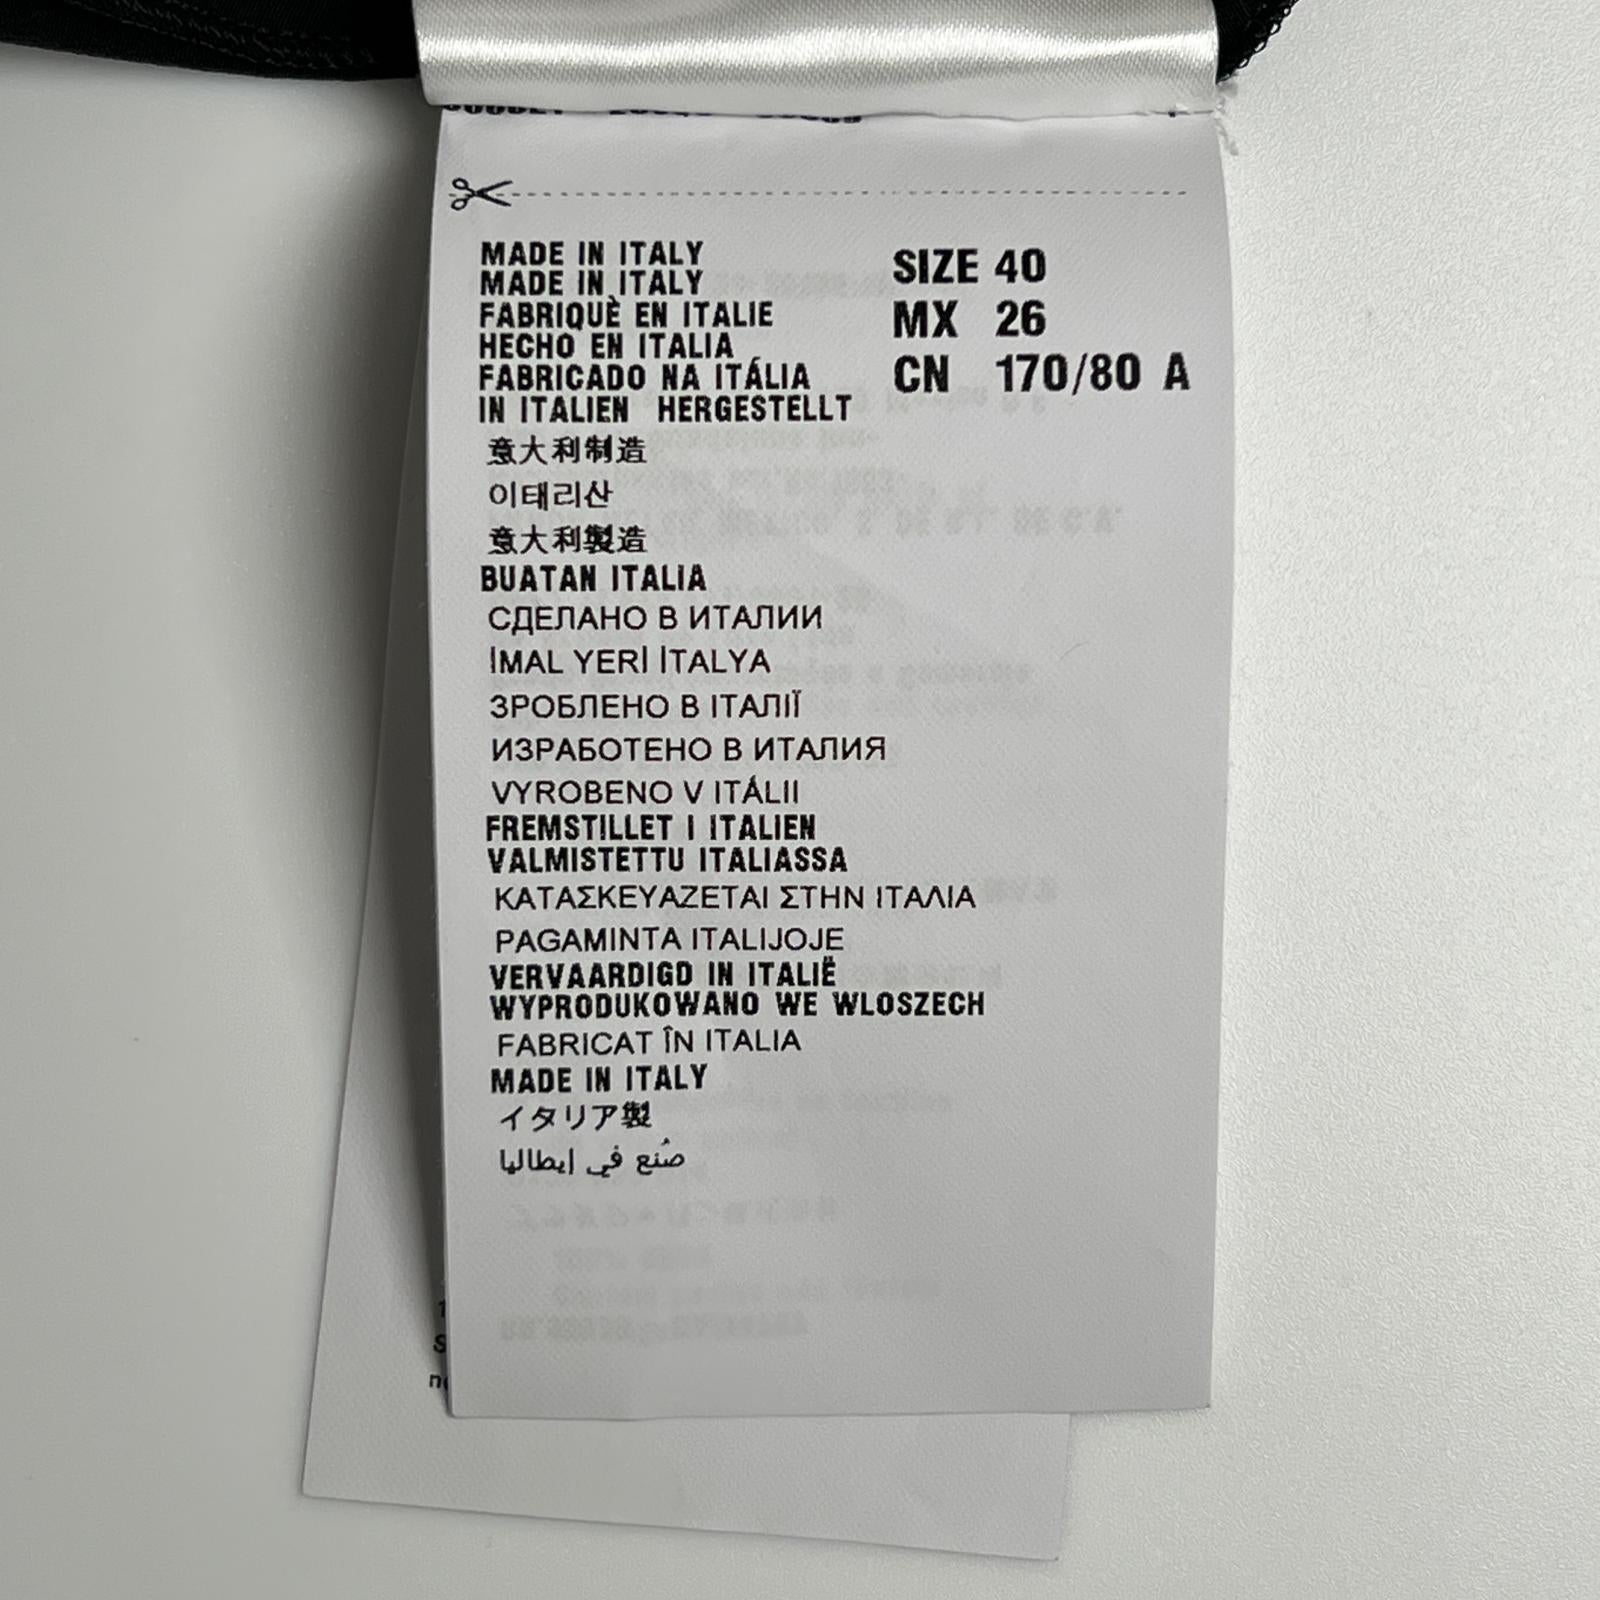 MADE IN ITALY
MADE IN ITALY
FABRIQUÈ EN ITALIE
HECHO EN ITALIA
FABRICADO NA ITÁLIA
IN ITALIEN HERGESTELLT
意大利制造
이태리산
意大利製造
BUATAN ITALIA
СДЕЛАНО В ИТАЛИИ
İMAL YERİ İTALYA
ЗРОБЛЕНО В ІТАЛІЇ
ИЗРАБОТЕНО В ИТАЛИЯ
VYROBENO V ITÁLII
FREMSTILLET I ITALIEN
VALMISTETTU ITALIASSA
ΚΑΤΑΣΚΕΥΑΖΕΤΑΙ ΣΤΗΝ ΙΤΑΛΙΑ
PAGAMINTA ITALIJOJE
VERVAARDIGD IN ITALIË
WYPRODUKOWANO WE WLOSZECH
FABRICAT ÎN ITALIA
MADE IN ITALY
イタリア製
صُنع في إيطاليا
SIZE 40
MX 26
CN 170/80 A